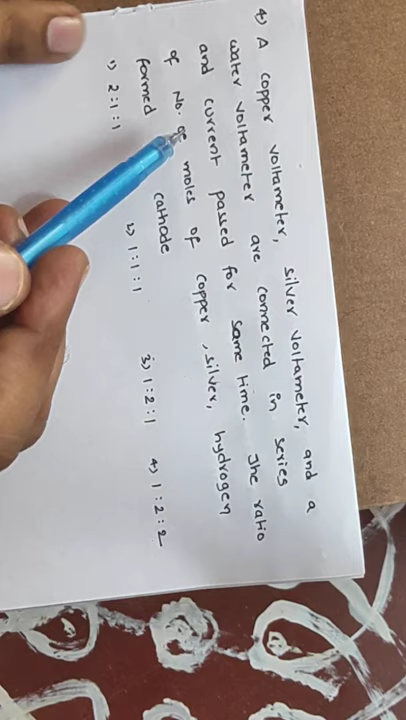 4) A copper voltameter, silver voltameter, and a
water voltameter are connected in series
and current passed for same time. The ratio
of No. of moles of copper, silver, hydrogen
formed cathode
1) 2:1:1 2) 1:1:1 3) 1:2:1 4) 1:2:2